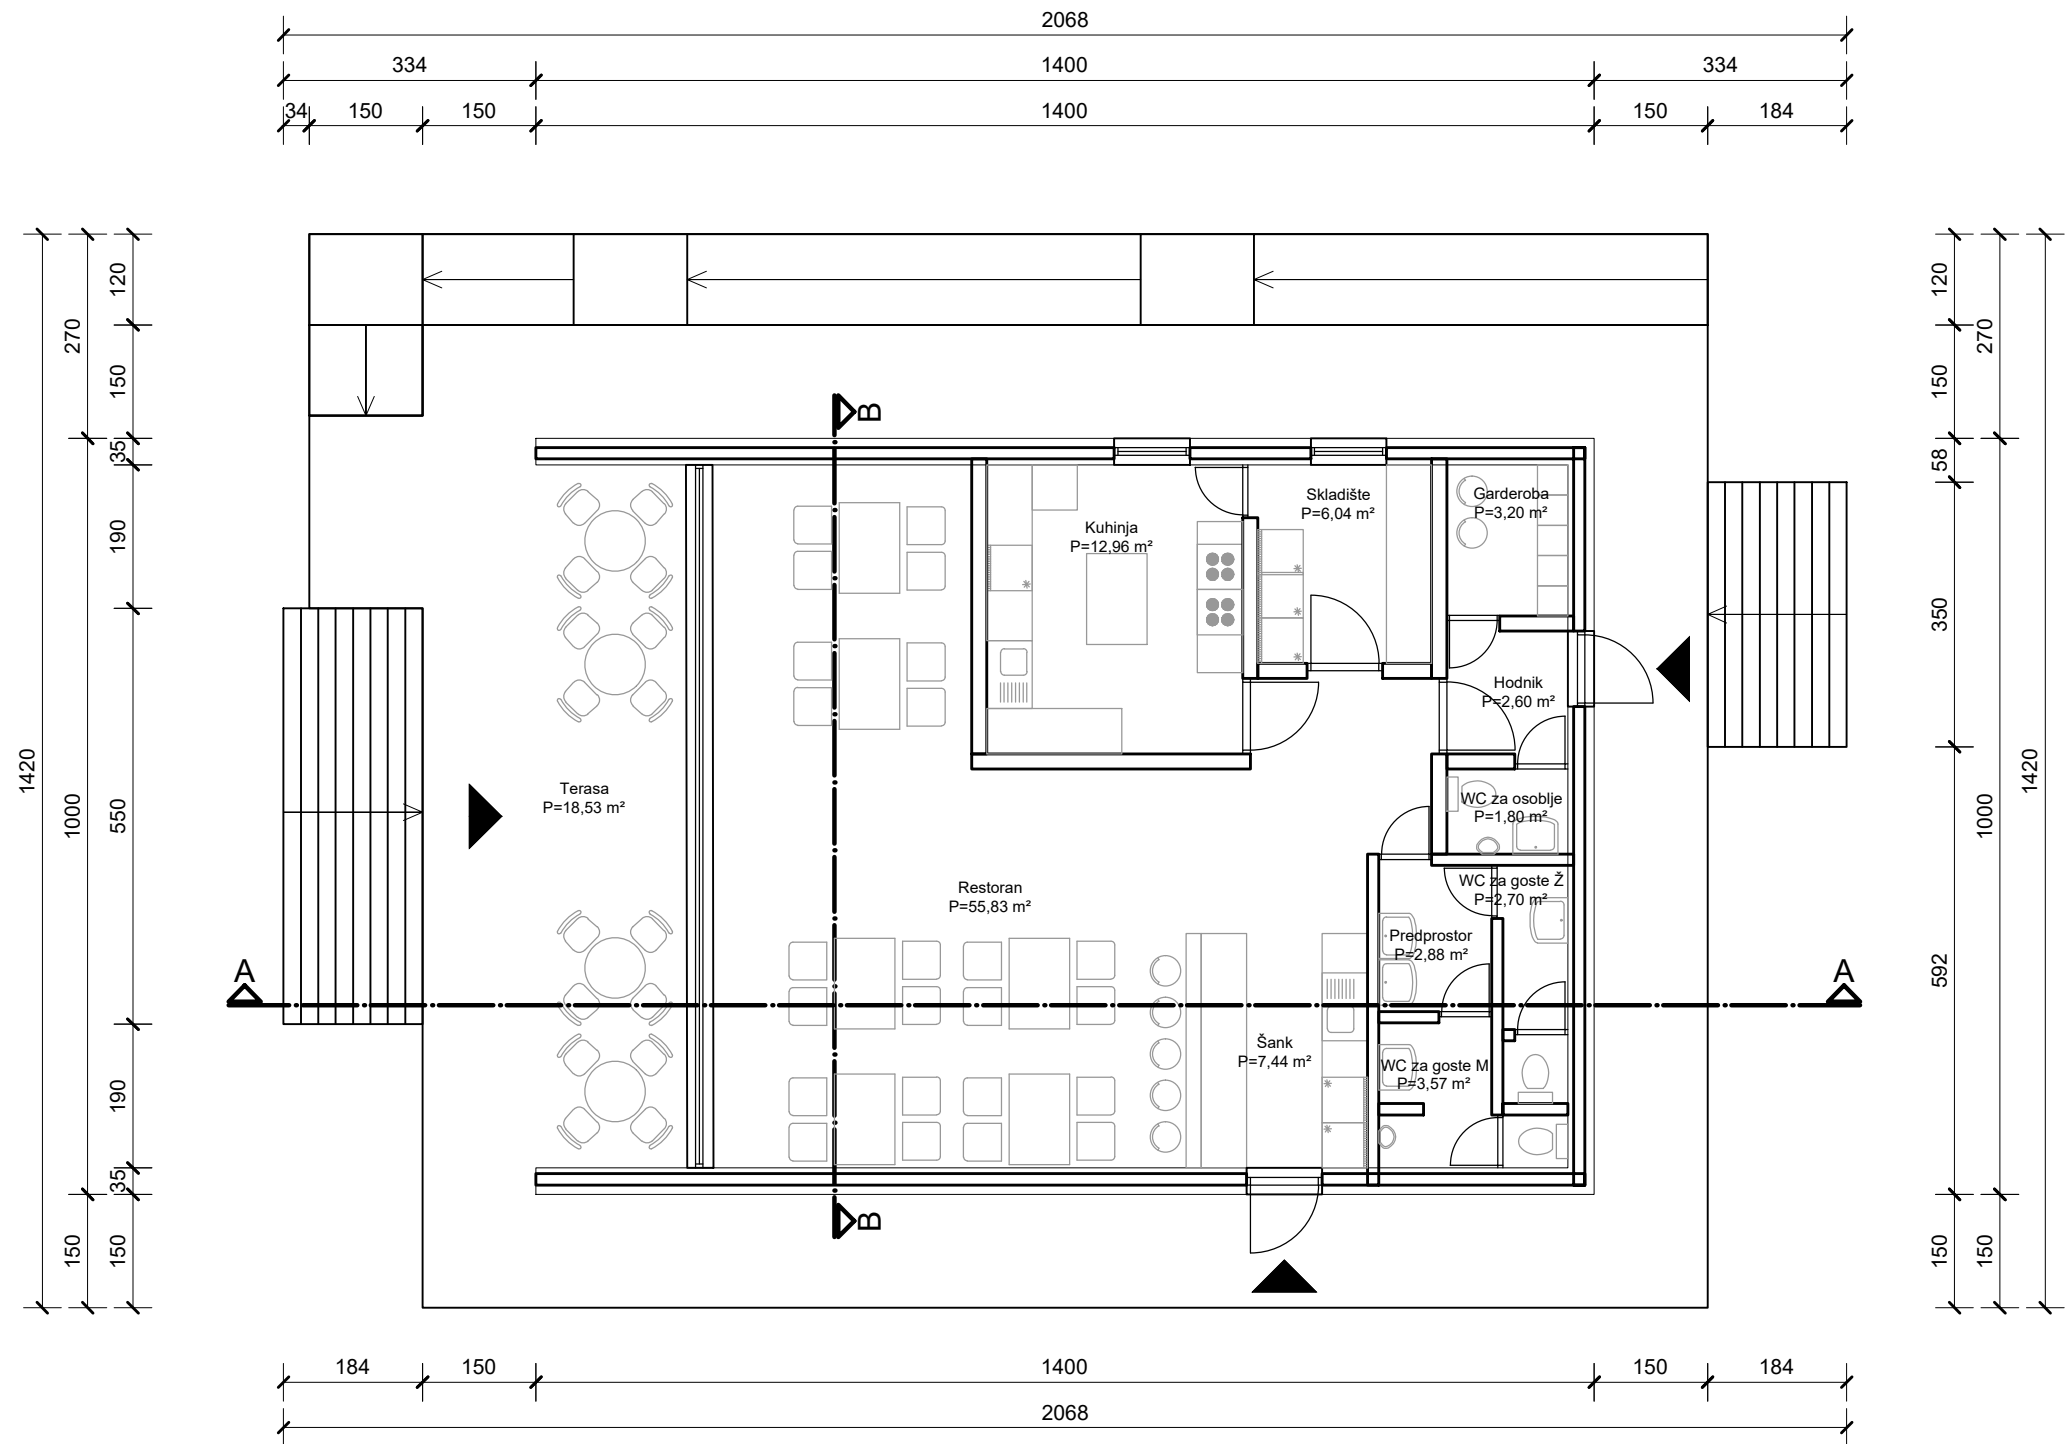 2068
334 1400 334
34 150 150 1400 150 184
120 120
270 270
150 150
B
35 58
Skladište
P=6,04 m²
Garderoba
P=3,20 m²
190
Kuhinja
P=12,96 m²
350
Hodnik
P=2,60 m²
1420 1420
1000 1000
550
Terasa
P=18,53 m²
WC za osoblje
P=1,80 m²
Restoran
P=55,83 m²
WC za goste Ž
P=2,70 m²
Predprostor
P=2,88 m²
592
A A
Šank
P=7,44 m²
WC za goste M
P=3,57 m²
190
35
B
150 150 150 150
184 150 1400 150 184
2068